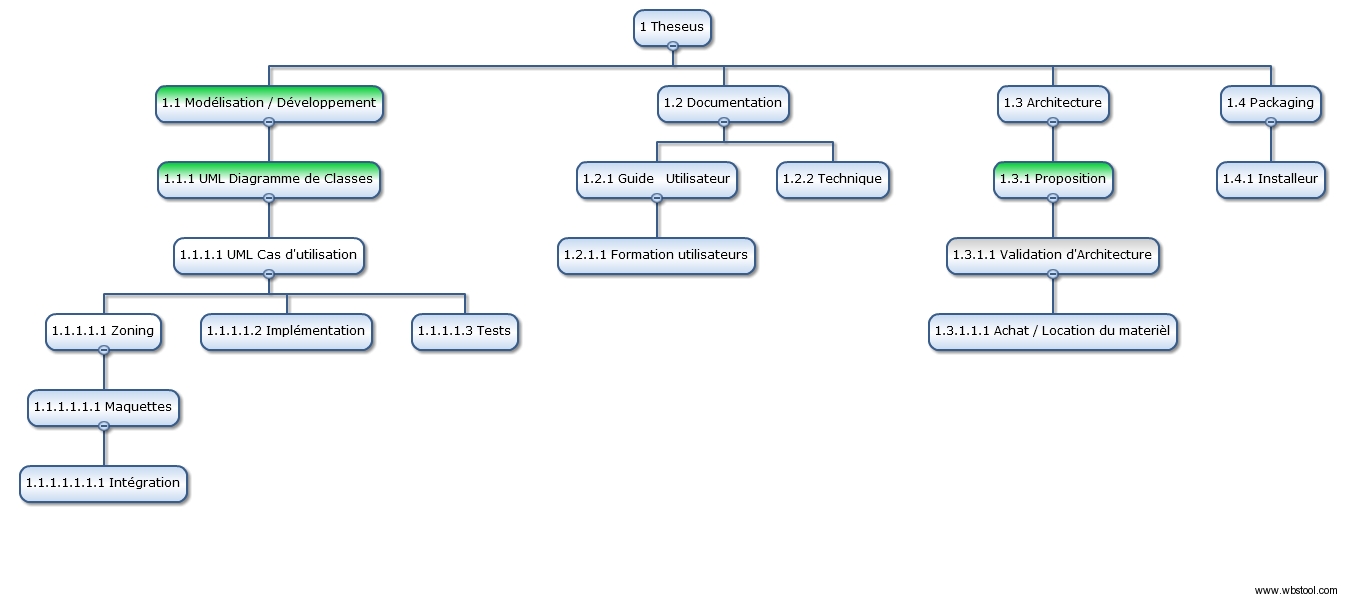 1 Theseus
1.1 Modélisation / Développement
1.2 Documentation
1.3 Architecture
1.4 Packaging
1.1.1 UML Diagramme de Classes
1.2.1 Guide   Utilisateur
1.2.2 Technique
1.3.1 Proposition
1.4.1 Installeur
1.1.1.1 UML Cas d'utilisation
1.2.1.1 Formation utilisateurs
1.3.1.1 Validation d'Architecture
1.1.1.1.1 Zoning
1.1.1.1.2 Implémentation
1.1.1.1.3 Tests
1.3.1.1.1 Achat / Location du materièl
1.1.1.1.1.1 Maquettes
1.1.1.1.1.1.1 Intégration
www.wbstool.com